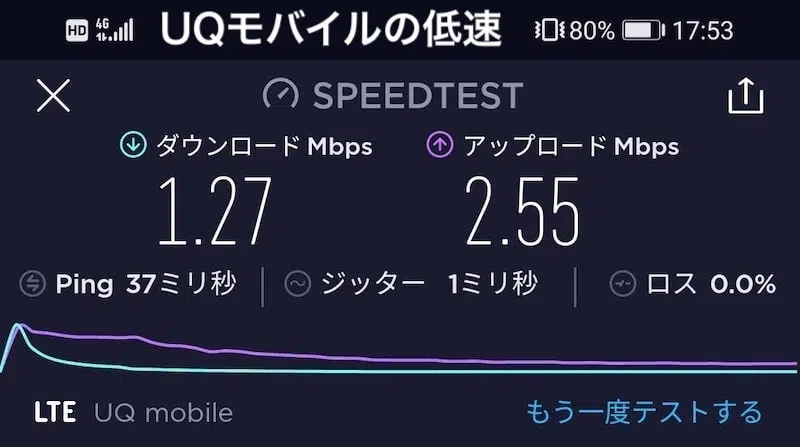 HD 4G UQモバイルの低速 80% 17:53
SPEEDTEST
ダウンロード Mbps アップロード Mbps
1.27 2.55
Ping 37ミリ秒 ジッター 1ミリ秒 ロス 0.0%
LTE UQ mobile もう一度テストする